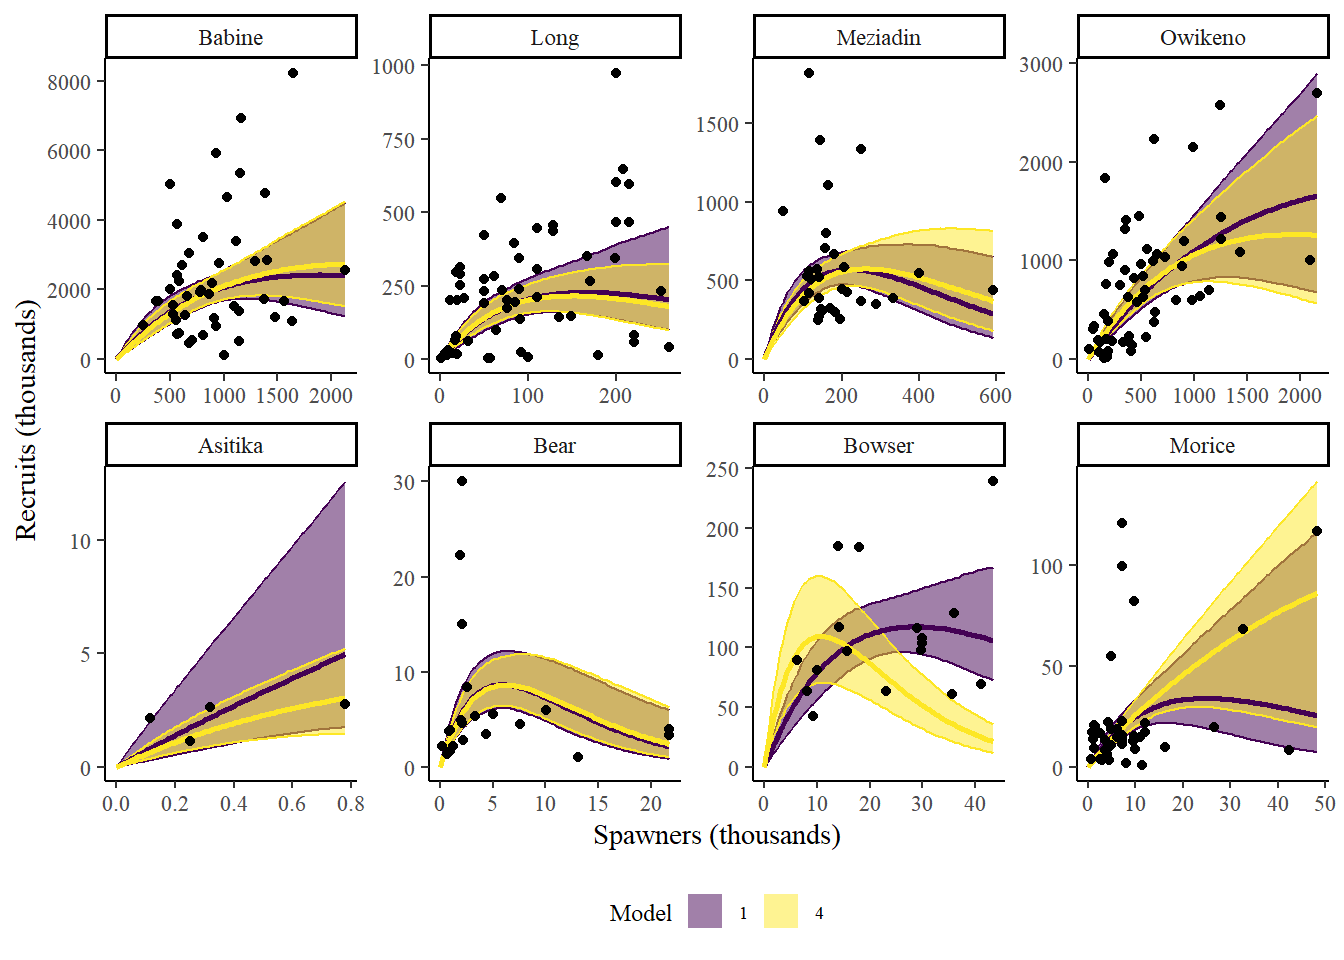 Babine Long Meziadin Owikeno
8000 1000 3000
6000 750 1500
4000 500 1000 2000
2000 250 500 1000
0 0 0 0
0 500 1000 1500 2000 0 100 200 0 200 400 600 0 500 1000 1500 2000
Recruits (thousands)
Asitika Bear Bowser Morice
10 30 250 100
5 20 200 50
0 10 150 0
0 100
50
0
0.0 0.2 0.4 0.6 0.8 0 5 10 15 20 0 10 20 30 40 0 10 20 30 40 50
Spawners (thousands)
Model 1 4